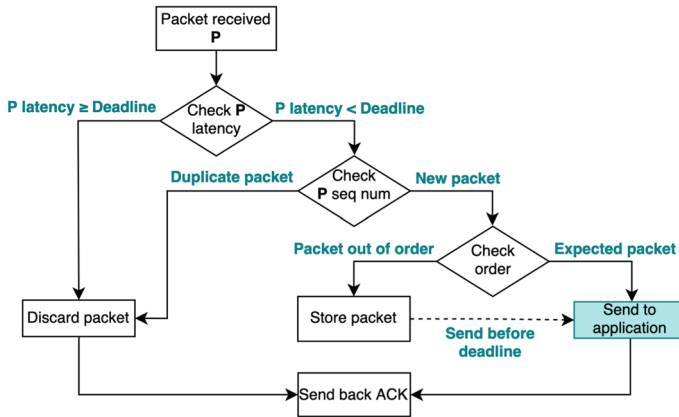 Packet received
P
P latency ≥ Deadline
Check P
latency
P latency < Deadline
Duplicate packet
Check
P seq num
New packet
Packet out of order
Check
order
Expected packet
Discard packet
Store packet
Send before
deadline
Send to
application
Send back ACK